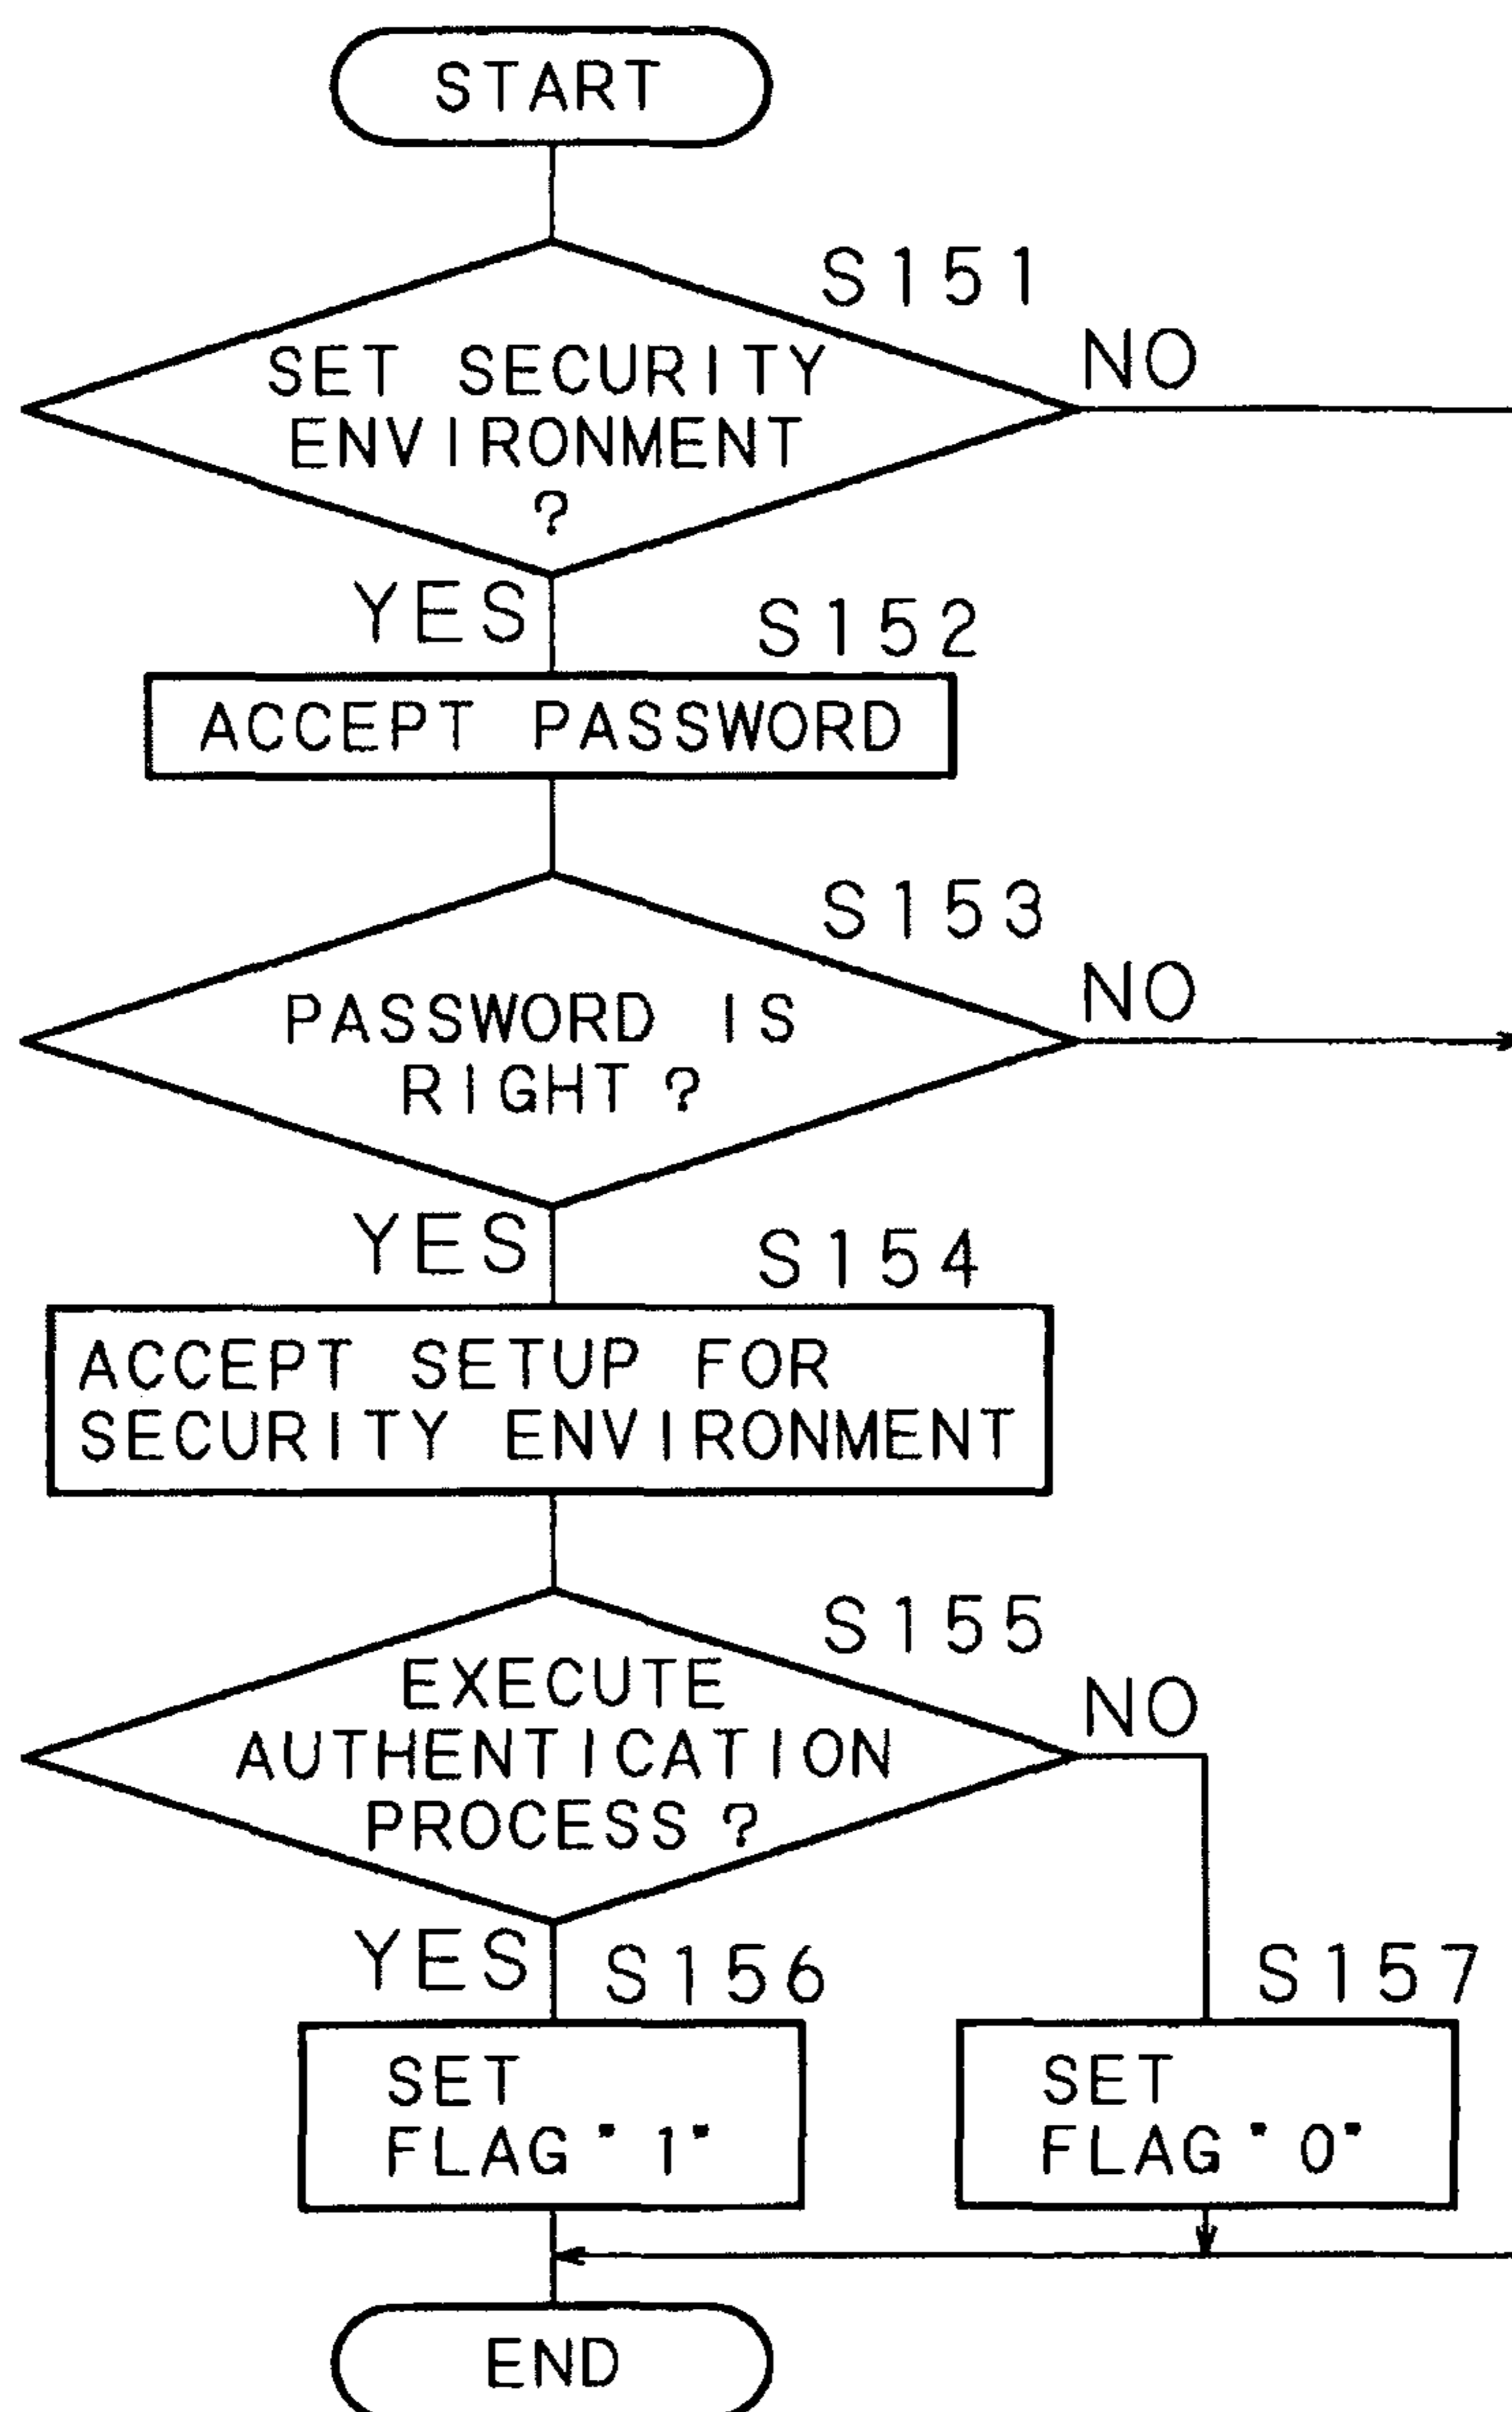 START
S151
SET SECURITY
ENVIRONMENT
?
NO
YES
S152
ACCEPT PASSWORD
S153
PASSWORD IS
RIGHT?
NO
YES
S154
ACCEPT SETUP FOR
SECURITY ENVIRONMENT
S155
EXECUTE
AUTHENTICATION
PROCESS?
NO
YES
S156
SET
FLAG "1"
S157
SET
FLAG "0"
END